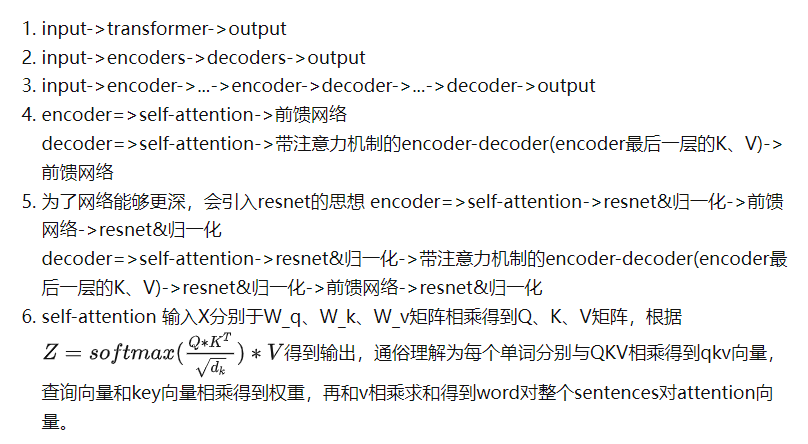 1. input->transformer->output
2. input->encoders->decoders->output
3. input->encoder->...->encoder->decoder->...->decoder->output
4. encoder=>self-attention->前馈网络
decoder=>self-attention->带注意力机制的encoder-decoder(encoder最后一层的K、V)->
前馈网络
5. 为了网络能够更深，会引入resnet的思想 encoder=>self-attention->resnet&归一化->前馈
网络->resnet&归一化
decoder=>self-attention->resnet&归一化->带注意力机制的encoder-decoder(encoder最
后一层的K、V)->resnet&归一化->前馈网络->resnet&归一化
6. self-attention 输入X分别于W_q、W_k、W_v矩阵相乘得到Q、K、V矩阵，根据
Z = softmax(\frac{Q*K^T}{\sqrt{d_k}}) * V得到输出，通俗理解为每个单词分别与QKV相乘得到qkv向量，
查询向量和key向量相乘得到权重，再和v相乘求和得到word对整个sentences对attention向
量。